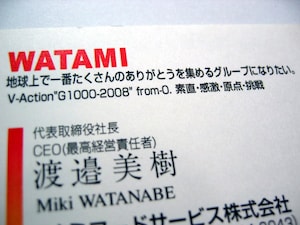 WATAMI
地球上で一番たくさんのありがとうを集めるグループになりたい。
V-Action"G1000-2008" from-0. 素直・感激・原点・挑戦
代表取締役社長
CEO(最高経営責任者)
渡邉美樹
Miki WATANABE
フードサービス株式会社